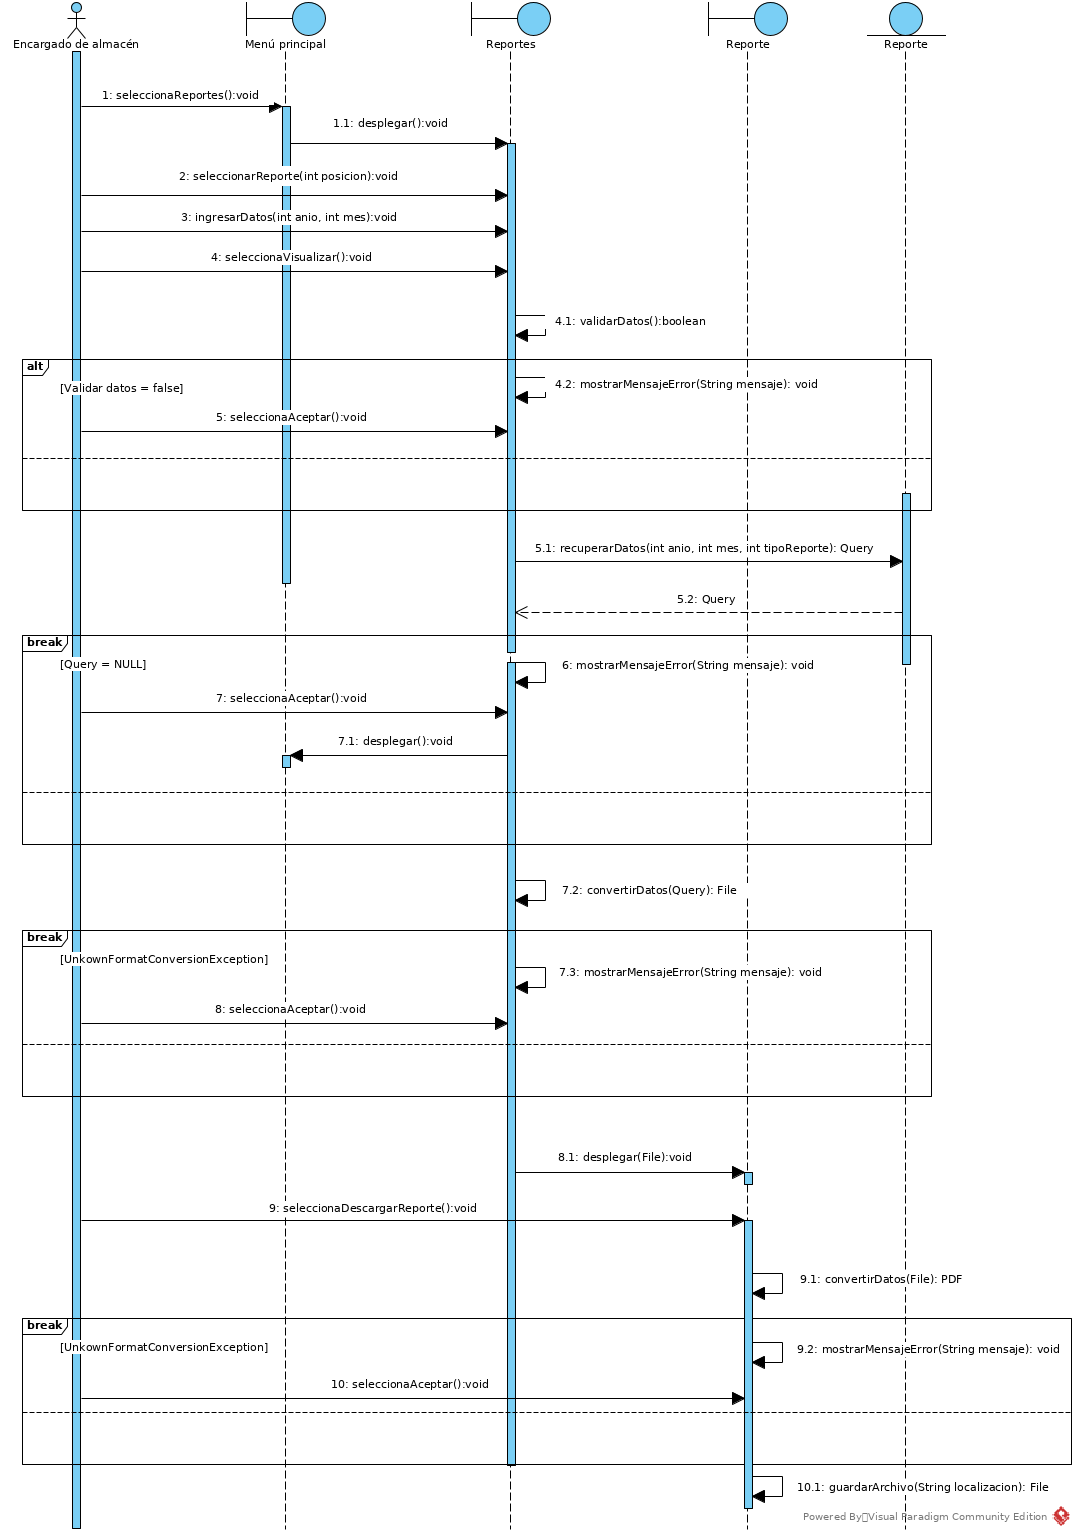 Encargado de almacén
Menú principal
Reportes
Reporte
Reporte
1: seleccionaReportes():void
1.1: desplegar():void
2: seleccionarReporte(int posicion):void
3: ingresarDatos(int anio, int mes):void
4: seleccionaVisualizar():void
4.1: validarDatos():boolean
alt
[Validar datos = false]
4.2: mostrarMensajeError(String mensaje): void
5: seleccionaAceptar():void
5.1: recuperarDatos(int anio, int mes, int tipoReporte): Query
5.2: Query
break
[Query = NULL]
6: mostrarMensajeError(String mensaje): void
7: seleccionaAceptar():void
7.1: desplegar():void
7.2: convertirDatos(Query): File
break
[UnkownFormatConversionException]
7.3: mostrarMensajeError(String mensaje): void
8: seleccionaAceptar():void
8.1: desplegar(File):void
9: seleccionaDescargarReporte():void
9.1: convertirDatos(File): PDF
break
[UnkownFormatConversionException]
9.2: mostrarMensajeError(String mensaje): void
10: seleccionaAceptar():void
10.1: guardarArchivo(String localizacion): File
Powered By Visual Paradigm Community Edition